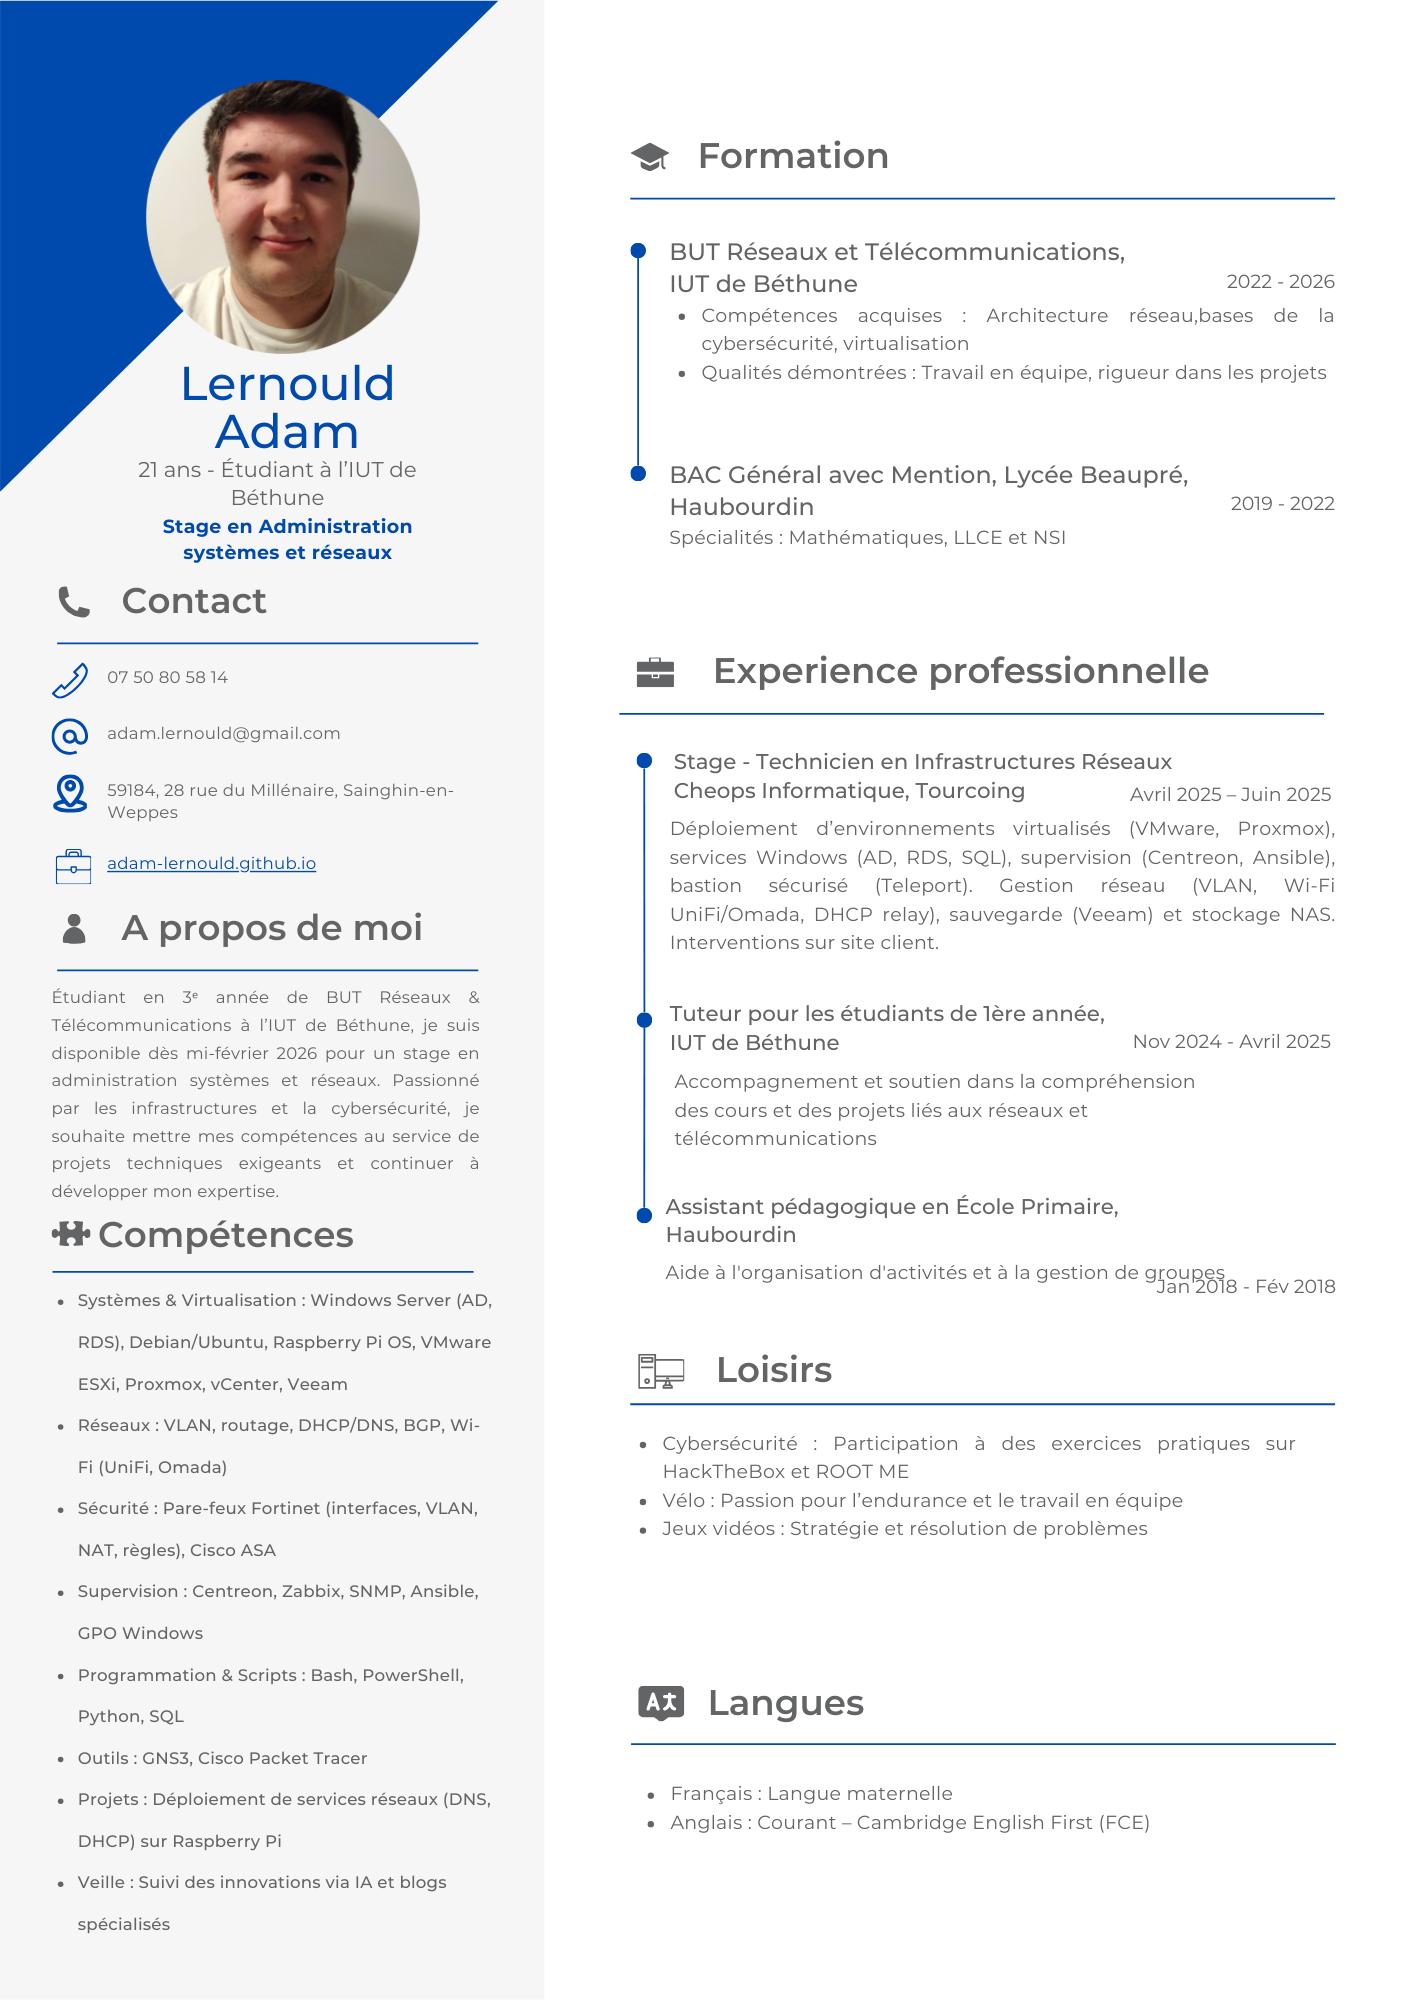 Lernould
Adam
21 ans - Étudiant à l’IUT de
Béthune
Stage en Administration
systèmes et réseaux
Contact
07 50 80 58 14
adam.lernould@gmail.com
59184, 28 rue du Millénaire, Sainghin-en-
Weppes
adam-lernould.github.io
A propos de moi
Étudiant en 3ᵉ année de BUT Réseaux &
Télécommunications à l’IUT de Béthune, je suis
disponible dès mi-février 2026 pour un stage en
administration systèmes et réseaux. Passionné
par les infrastructures et la cybersécurité, je
souhaite mettre mes compétences au service de
projets techniques exigeants et continuer à
développer mon expertise.
Compétences
• Systèmes & Virtualisation : Windows Server (AD,
RDS), Debian/Ubuntu, Raspberry Pi OS, VMware
ESXi, Proxmox, vCenter, Veeam
• Réseaux : VLAN, routage, DHCP/DNS, BGP, Wi-
Fi (UniFi, Omada)
• Sécurité : Pare-feux Fortinet (interfaces, VLAN,
NAT, règles), Cisco ASA
• Supervision : Centreon, Zabbix, SNMP, Ansible,
GPO Windows
• Programmation & Scripts : Bash, PowerShell,
Python, SQL
• Outils : GNS3, Cisco Packet Tracer
• Projets : Déploiement de services réseaux (DNS,
DHCP) sur Raspberry Pi
• Veille : Suivi des innovations via IA et blogs
spécialisés
Formation
BUT Réseaux et Télécommunications,
IUT de Béthune 2022 - 2026
• Compétences acquises : Architecture réseau,bases de la
cybersécurité, virtualisation
• Qualités démontrées : Travail en équipe, rigueur dans les projets
BAC Général avec Mention, Lycée Beaupré,
Haubourdin 2019 - 2022
Spécialités : Mathématiques, LLCE et NSI
Experience professionnelle
Stage - Technicien en Infrastructures Réseaux
Cheops Informatique, Tourcoing Avril 2025 – Juin 2025
Déploiement d’environnements virtualisés (VMware, Proxmox),
services Windows (AD, RDS, SQL), supervision (Centreon, Ansible),
bastion sécurisé (Teleport). Gestion réseau (VLAN, Wi-Fi
UniFi/Omada, DHCP relay), sauvegarde (Veeam) et stockage NAS.
Interventions sur site client.
Tuteur pour les étudiants de 1ère année,
IUT de Béthune Nov 2024 - Avril 2025
Accompagnement et soutien dans la compréhension
des cours et des projets liés aux réseaux et
télécommunications
Assistant pédagogique en École Primaire,
Haubourdin
Aide à l'organisation d'activités et à la gestion de groupes
Jan 2018 - Fév 2018
Loisirs
• Cybersécurité : Participation à des exercices pratiques sur
HackTheBox et ROOT ME
• Vélo : Passion pour l’endurance et le travail en équipe
• Jeux vidéos : Stratégie et résolution de problèmes
Langues
• Français : Langue maternelle
• Anglais : Courant – Cambridge English First (FCE)